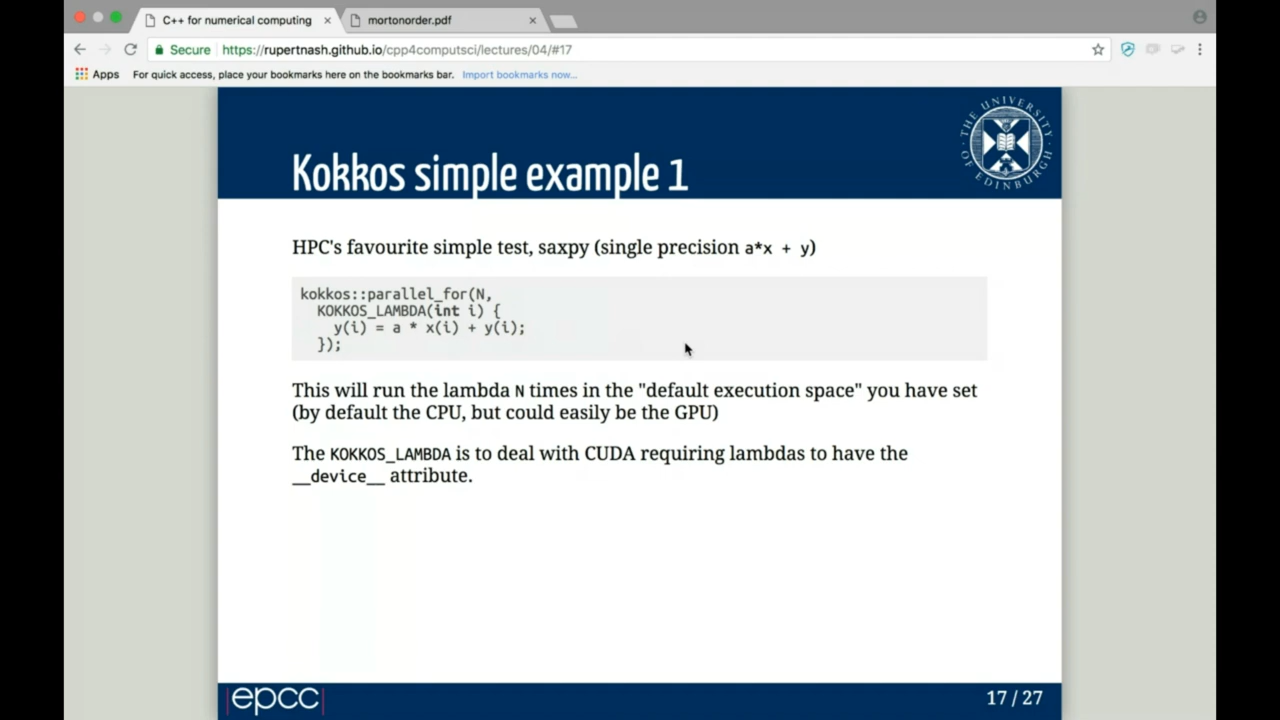 C++ for numerical computing
mortonorder.pdf
Secure
https://rupertnash.github.io/cpp4computsci/lectures/04/#17
Apps
For quick access, place your bookmarks here on the bookmarks bar. Import bookmarks now...
THE UNIVERSITY OF EDINBURGH
Kokkos simple example 1
HPC's favourite simple test, saxpy (single precision a*x + y)
kokkos::parallel_for(N,
KOKKOS_LAMBDA(int i) {
y(i) = a * x(i) + y(i);
});
This will run the lambda N times in the "default execution space" you have set
(by default the CPU, but could easily be the GPU)
The KOKKOS_LAMBDA is to deal with CUDA requiring lambdas to have the
__device__ attribute.
epcc
17 / 27